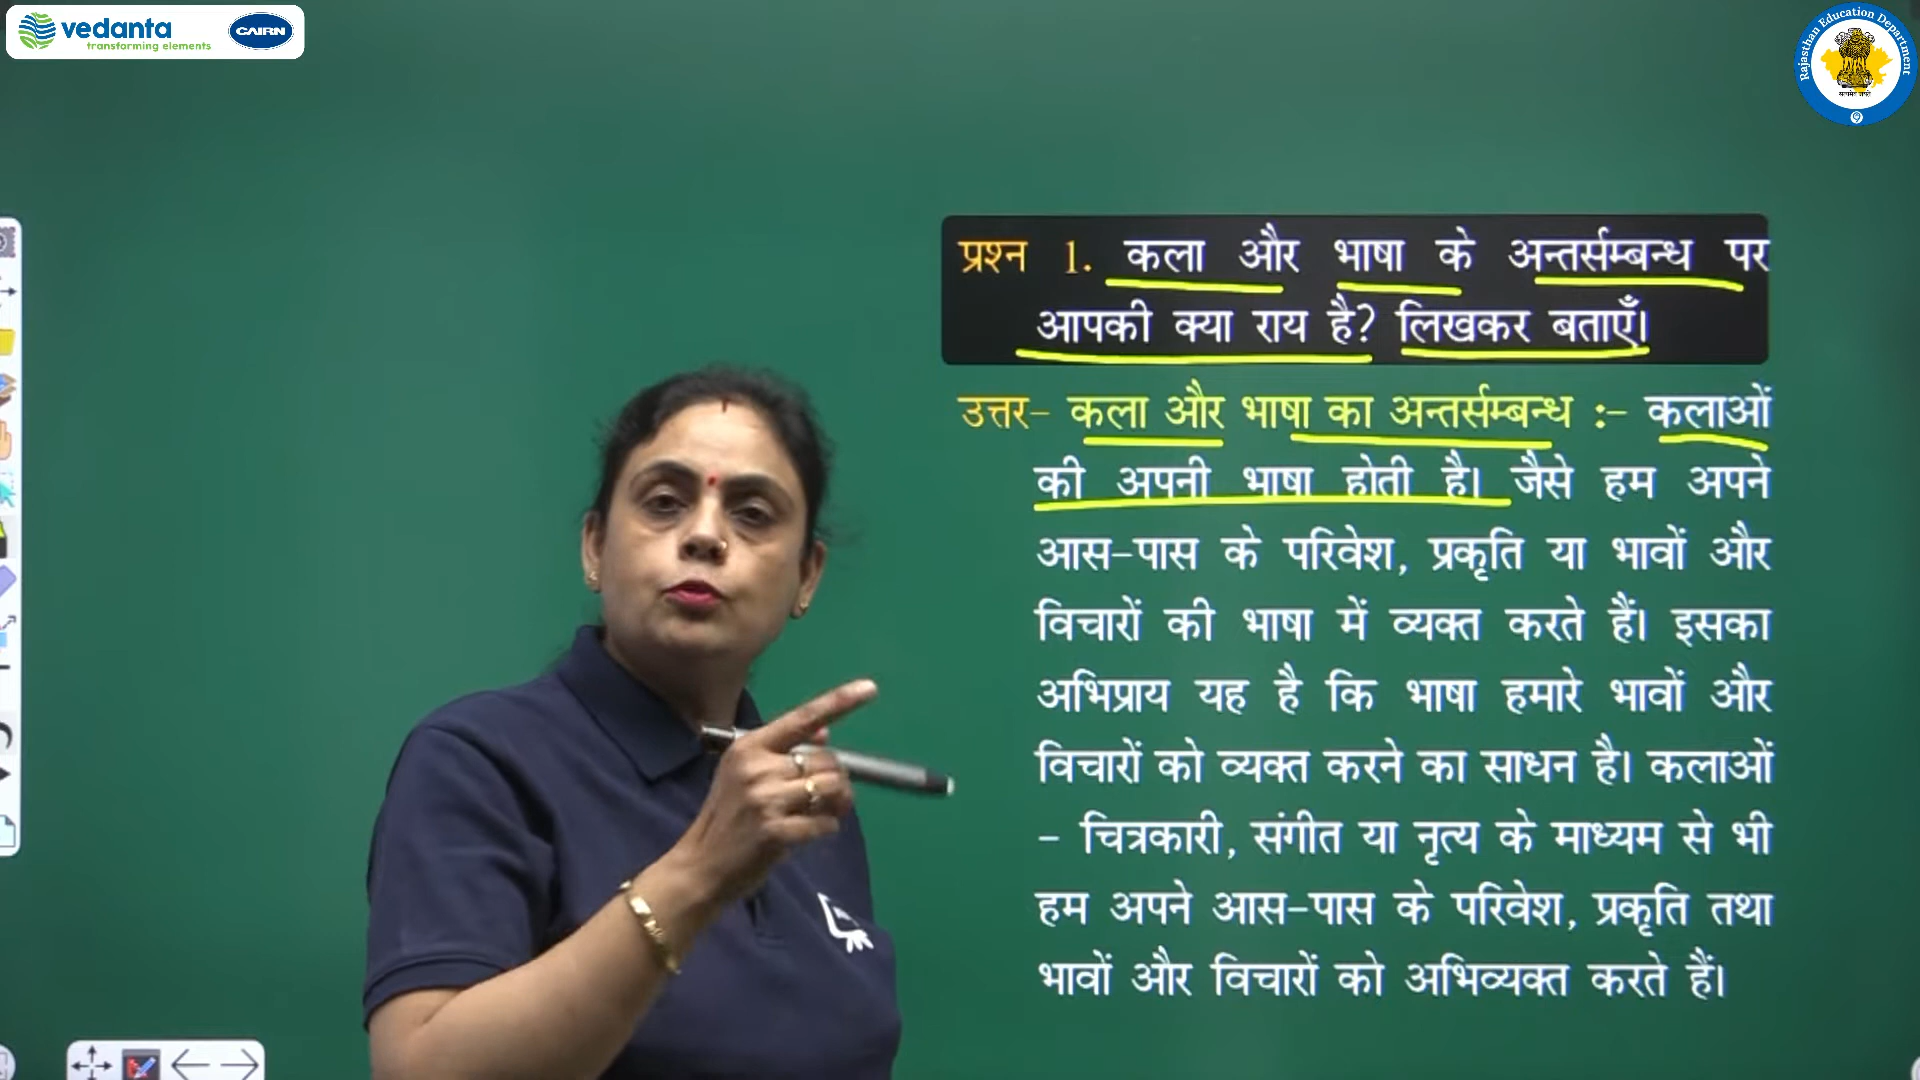 vedanta
transforming elements
CAIRN
Rajasthan Education Department
प्रश्न 1. कला और भाषा के अन्तर्सम्बन्ध पर
आपकी क्या राय है? लिखकर बताएँ।
उत्तर- कला और भाषा का अन्तर्सम्बन्ध :- कलाओं
की अपनी भाषा होती है। जैसे हम अपने
आस-पास के परिवेश, प्रकृति या भावों और
विचारों की भाषा में व्यक्त करते हैं। इसका
अभिप्राय यह है कि भाषा हमारे भावों और
विचारों को व्यक्त करने का साधन है। कलाओं
- चित्रकारी, संगीत या नृत्य के माध्यम से भी
हम अपने आस-पास के परिवेश, प्रकृति तथा
भावों और विचारों को अभिव्यक्त करते हैं।